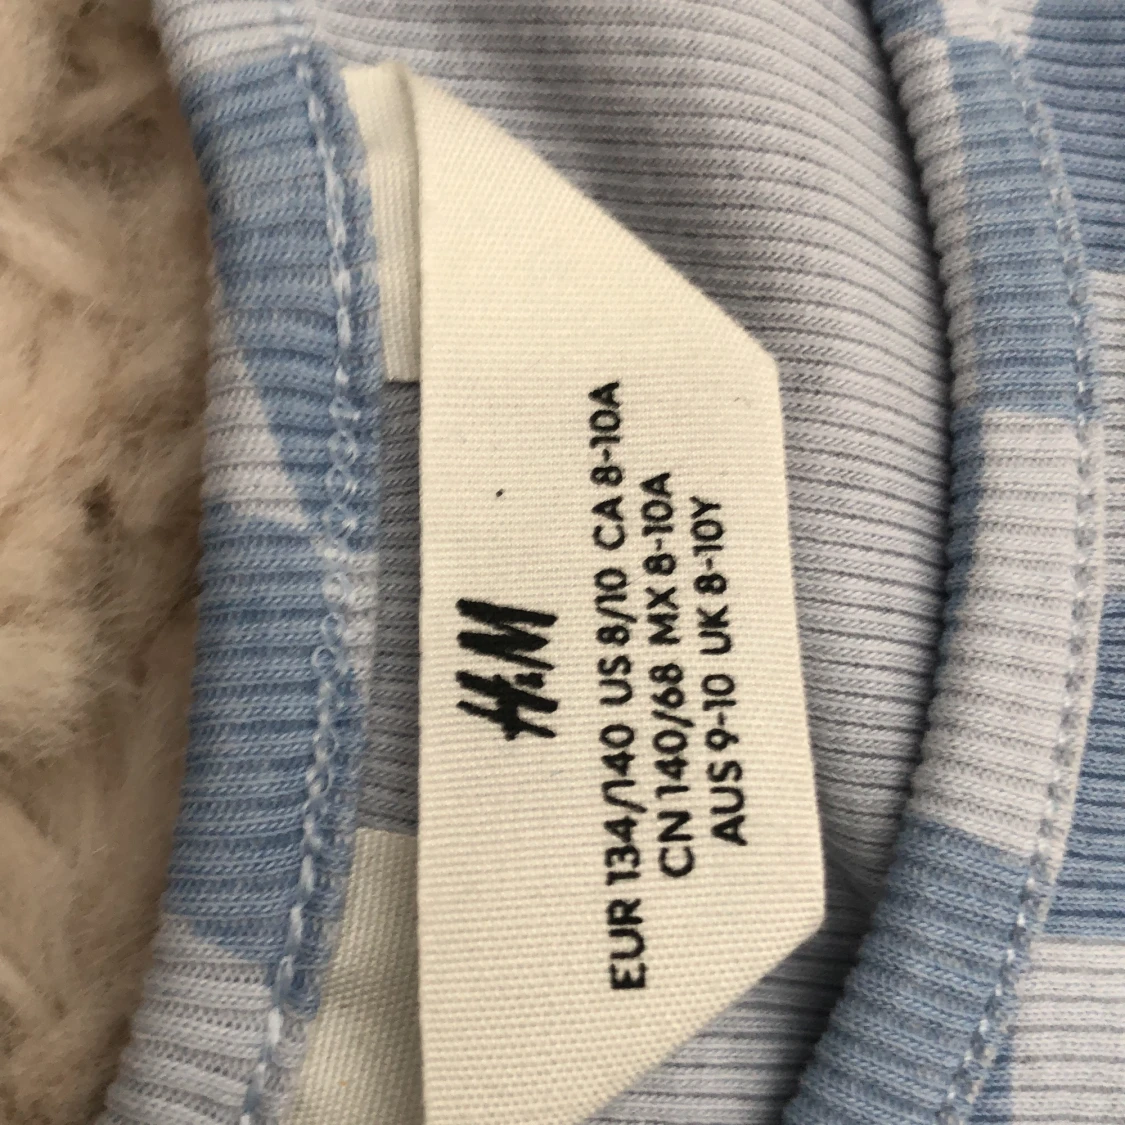 H&M
EUR 134/140 US 8/10 CA 8-10A
CN 140/68 MX 8-10A
AUS 9-10 UK 8-10Y